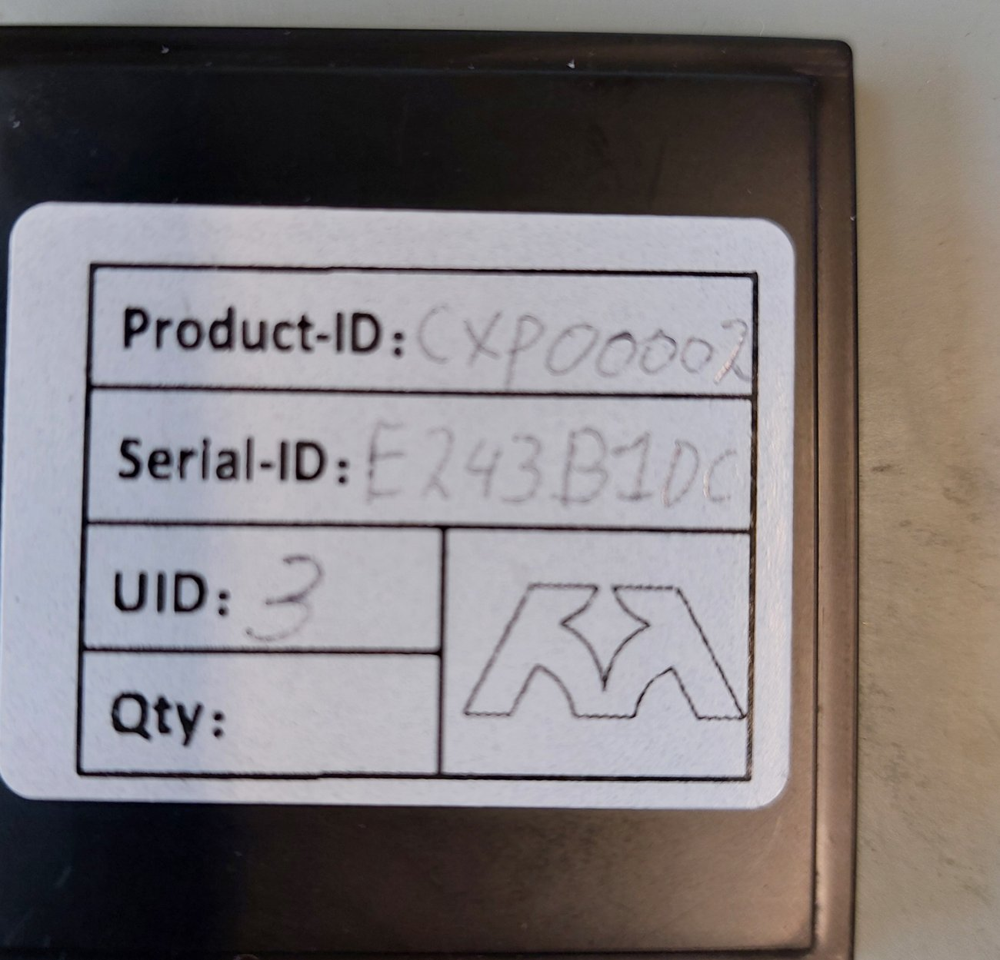 Product-ID: CXP00002
Serial-ID: E243B1DC
UID: 3
Qty: